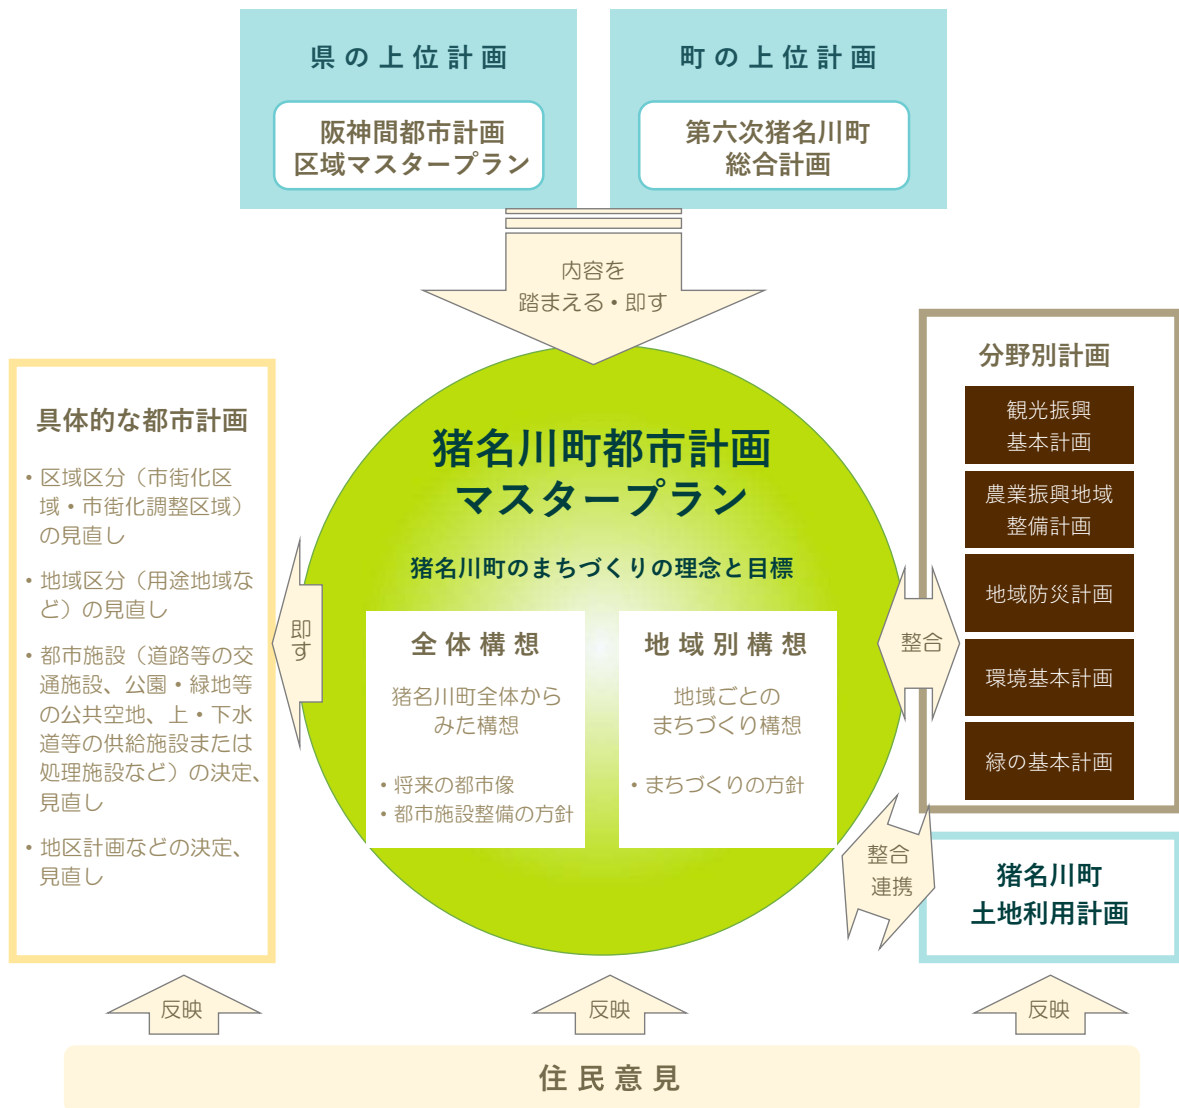 県の上位計画
阪神間都市計画
区域マスタープラン
町の上位計画
第六次猪名川町
総合計画
内容を
踏まえる・即す
具体的な都市計画
・区域区分（市街化区
域・市街化調整区域）
の見直し
・地域区分（用途地域な
ど）の見直し
・都市施設（道路等の交
通施設、公園・緑地等
の公共空地、上・下水
道等の供給施設または
処理施設など）の決定、
見直し
・地区計画などの決定、
見直し
即す
猪名川町都市計画
マスタープラン
猪名川町のまちづくりの理念と目標
全体構想
猪名川町全体から
みた構想
・将来の都市像
・都市施設整備の方針
地域別構想
地域ごとの
まちづくり構想
・まちづくりの方針
整合
分野別計画
観光振興
基本計画
農業振興地域
整備計画
地域防災計画
環境基本計画
緑の基本計画
整合
連携
猪名川町
土地利用計画
反映
反映
反映
住民意見